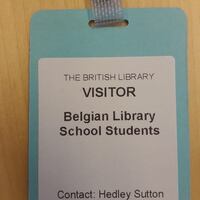 THE BRITISH LIBRARY
VISITOR
Belgian Library
School Students
Contact: Hedley Sutton